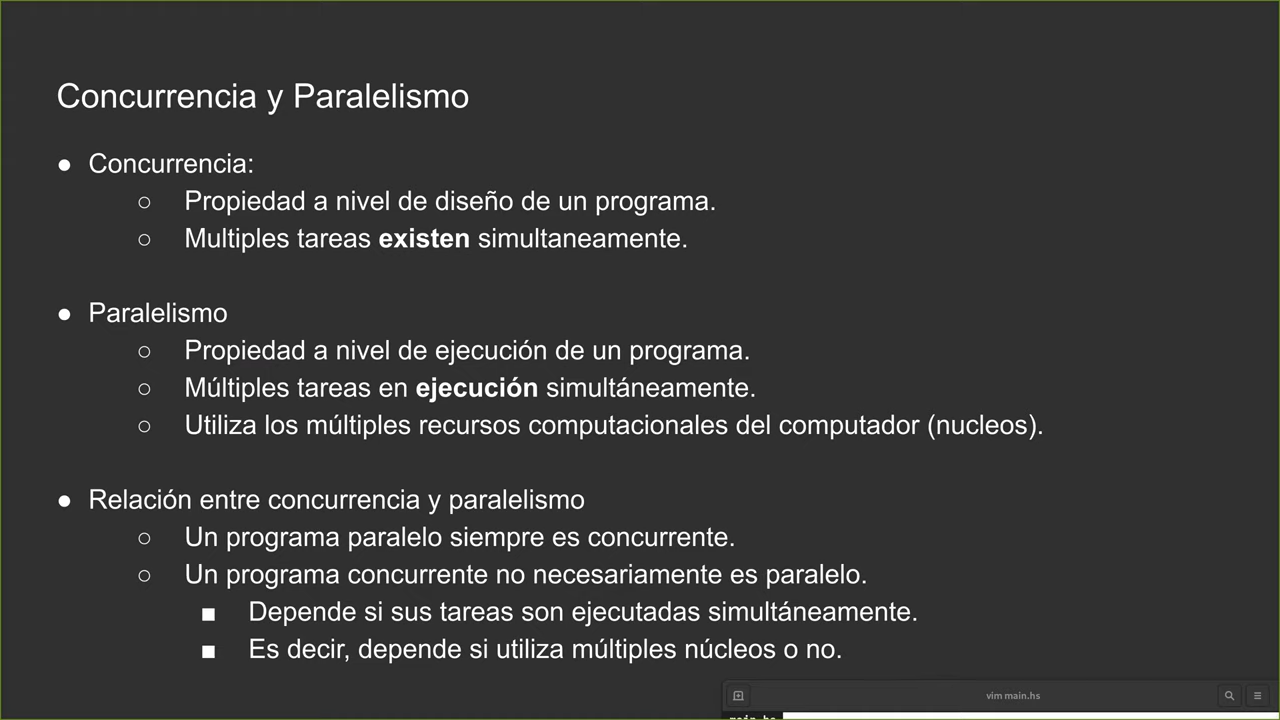 Concurrencia y Paralelismo
● Concurrencia:
○ Propiedad a nivel de diseño de un programa.
○ Multiples tareas existen simultaneamente.
● Paralelismo
○ Propiedad a nivel de ejecución de un programa.
○ Múltiples tareas en ejecución simultáneamente.
○ Utiliza los múltiples recursos computacionales del computador (nucleos).
● Relación entre concurrencia y paralelismo
○ Un programa paralelo siempre es concurrente.
○ Un programa concurrente no necesariamente es paralelo.
■ Depende si sus tareas son ejecutadas simultáneamente.
■ Es decir, depende si utiliza múltiples núcleos o no.
vim main.hs
main.hs